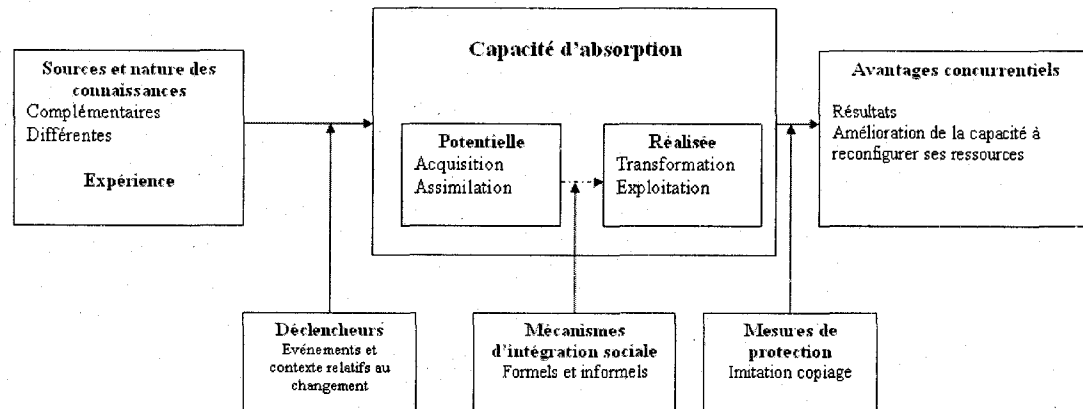 Capacité d'absorption
Sources et nature des
connaissances
Complémentaires
Différentes
Expérience
Potentielle
Acquisition
Assimilation
Réalisée
Transformation
Exploitation
Avantages concurrentiels
Résultats
Amélioration de la capacité à
reconfigurer ses ressources
Déclencheurs
Evénements et
contexte relatifs au
changement
Mécanismes
d'intégration sociale
Formels et informels
Mesures de
protection
Imitation copiage